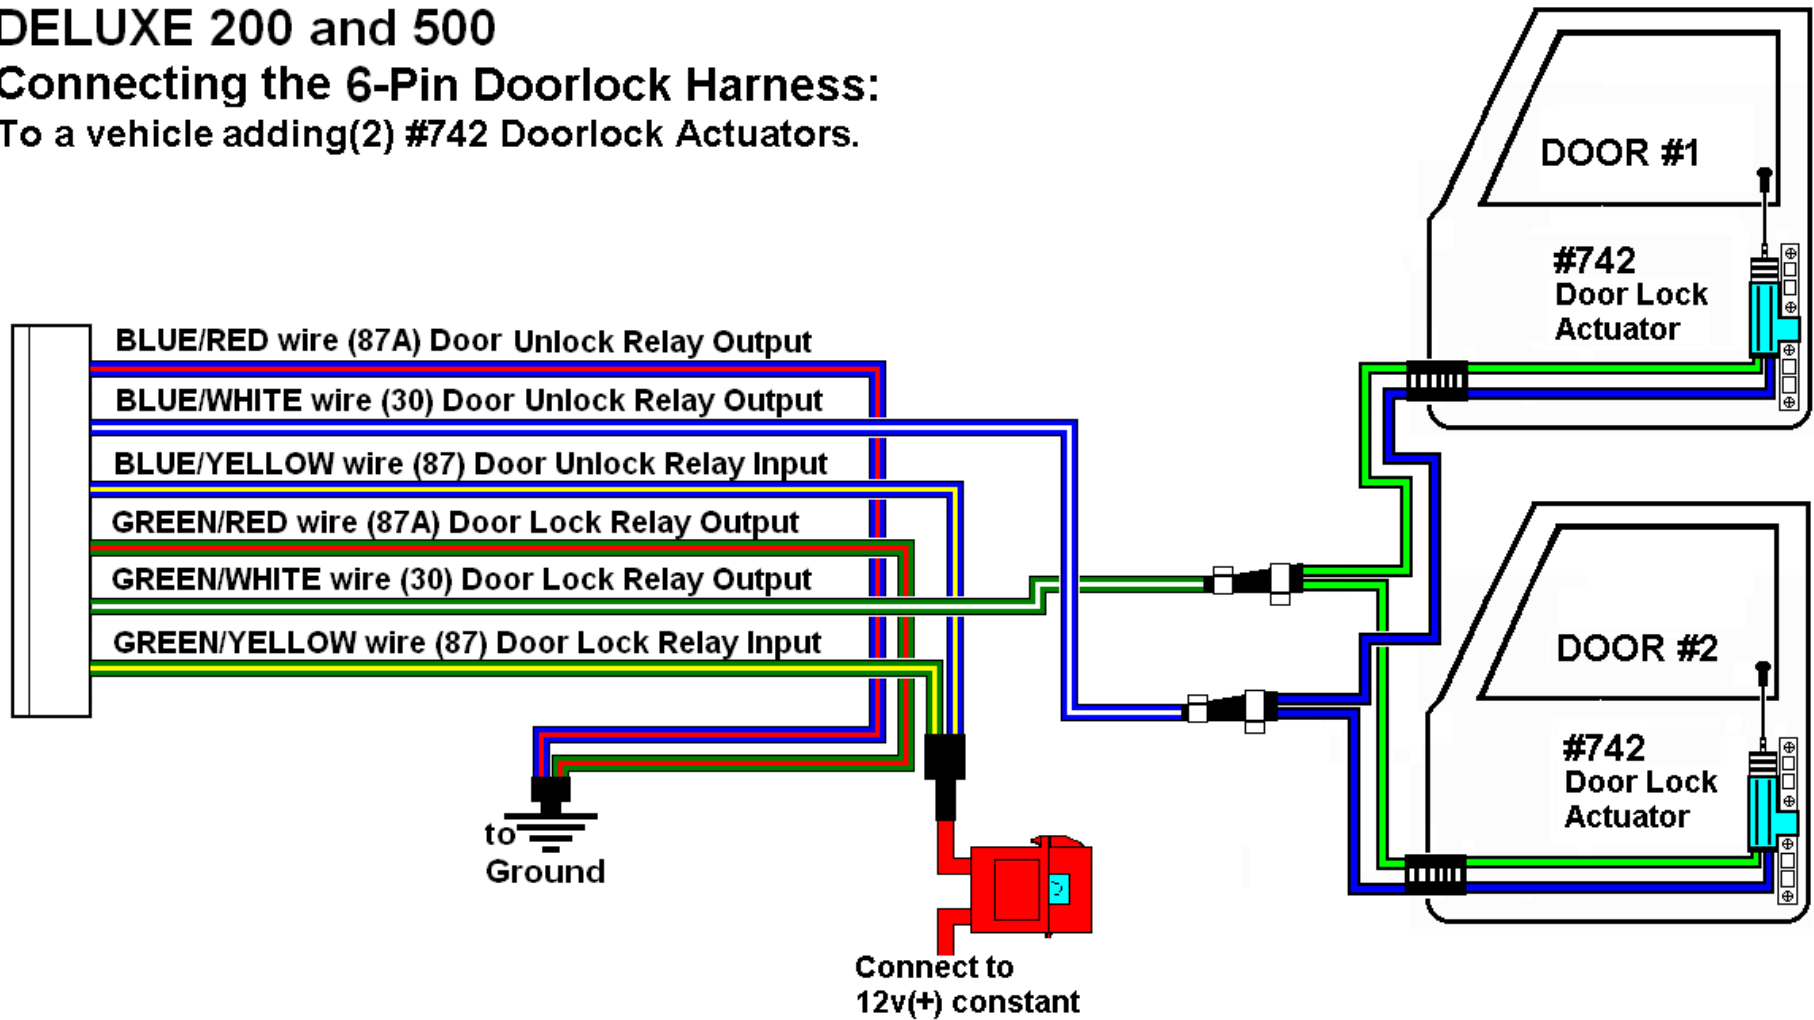 DELUXE 200 and 500
Connecting the 6-Pin Doorlock Harness:
To a vehicle adding(2) #742 Doorlock Actuators.
DOOR #1
#742
Door Lock
Actuator
BLUE/RED wire (87A) Door Unlock Relay Output
BLUE/WHITE wire (30) Door Unlock Relay Output
BLUE/YELLOW wire (87) Door Unlock Relay Input
GREEN/RED wire (87A) Door Lock Relay Output
GREEN/WHITE wire (30) Door Lock Relay Output
GREEN/YELLOW wire (87) Door Lock Relay Input
DOOR #2
#742
Door Lock
Actuator
to
Ground
Connect to
12v(+) constant